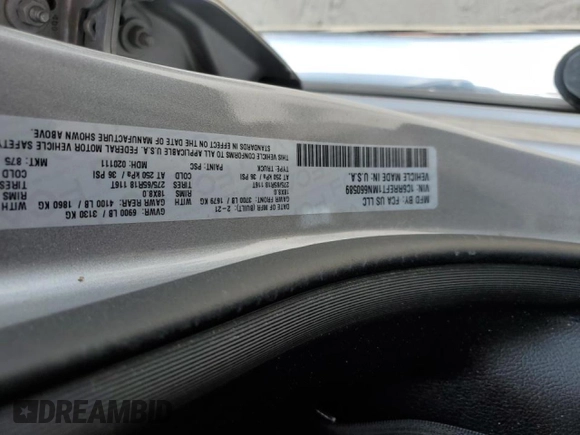 MFD BY: FCA US LLC
VEHICLE MADE IN: U.S.A.
VIN: 1C6RREFT1MN560589
DATE OF MFR (BUILT): 2-21
GVWR: 6900 LB / 3130 KG
GAWR FRONT 3700 LB / 1679 KG
GAWR REAR: 4100 LB / 1860 KG
WITH
WITH
18X8.0
RIMS
18X8.0
RIMS
275/65R18 116T
TIRES
275/65R18 116T
TIRES
AT 250 kPa / 36 PSI
COLD
AT 250 kPa / 36 PSI
COLD
TYPE: TRUCK
PAINT: PSC
MDH: 020111
MKT: 875
THIS VEHICLE CONFORMS TO ALL APPLICABLE U.S.A. FEDERAL MOTOR VEHICLE SAFETY
STANDARDS IN EFFECT ON THE DATE OF MANUFACTURE SHOWN ABOVE.
DREAMBID